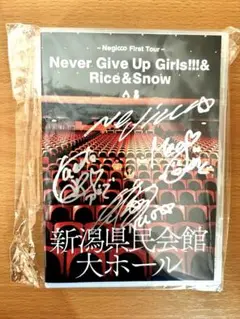 ~Negicco First Tour~
Never Give Up Girls!!!&
Rice&Snow
Negicco
新潟県民会館
大ホール